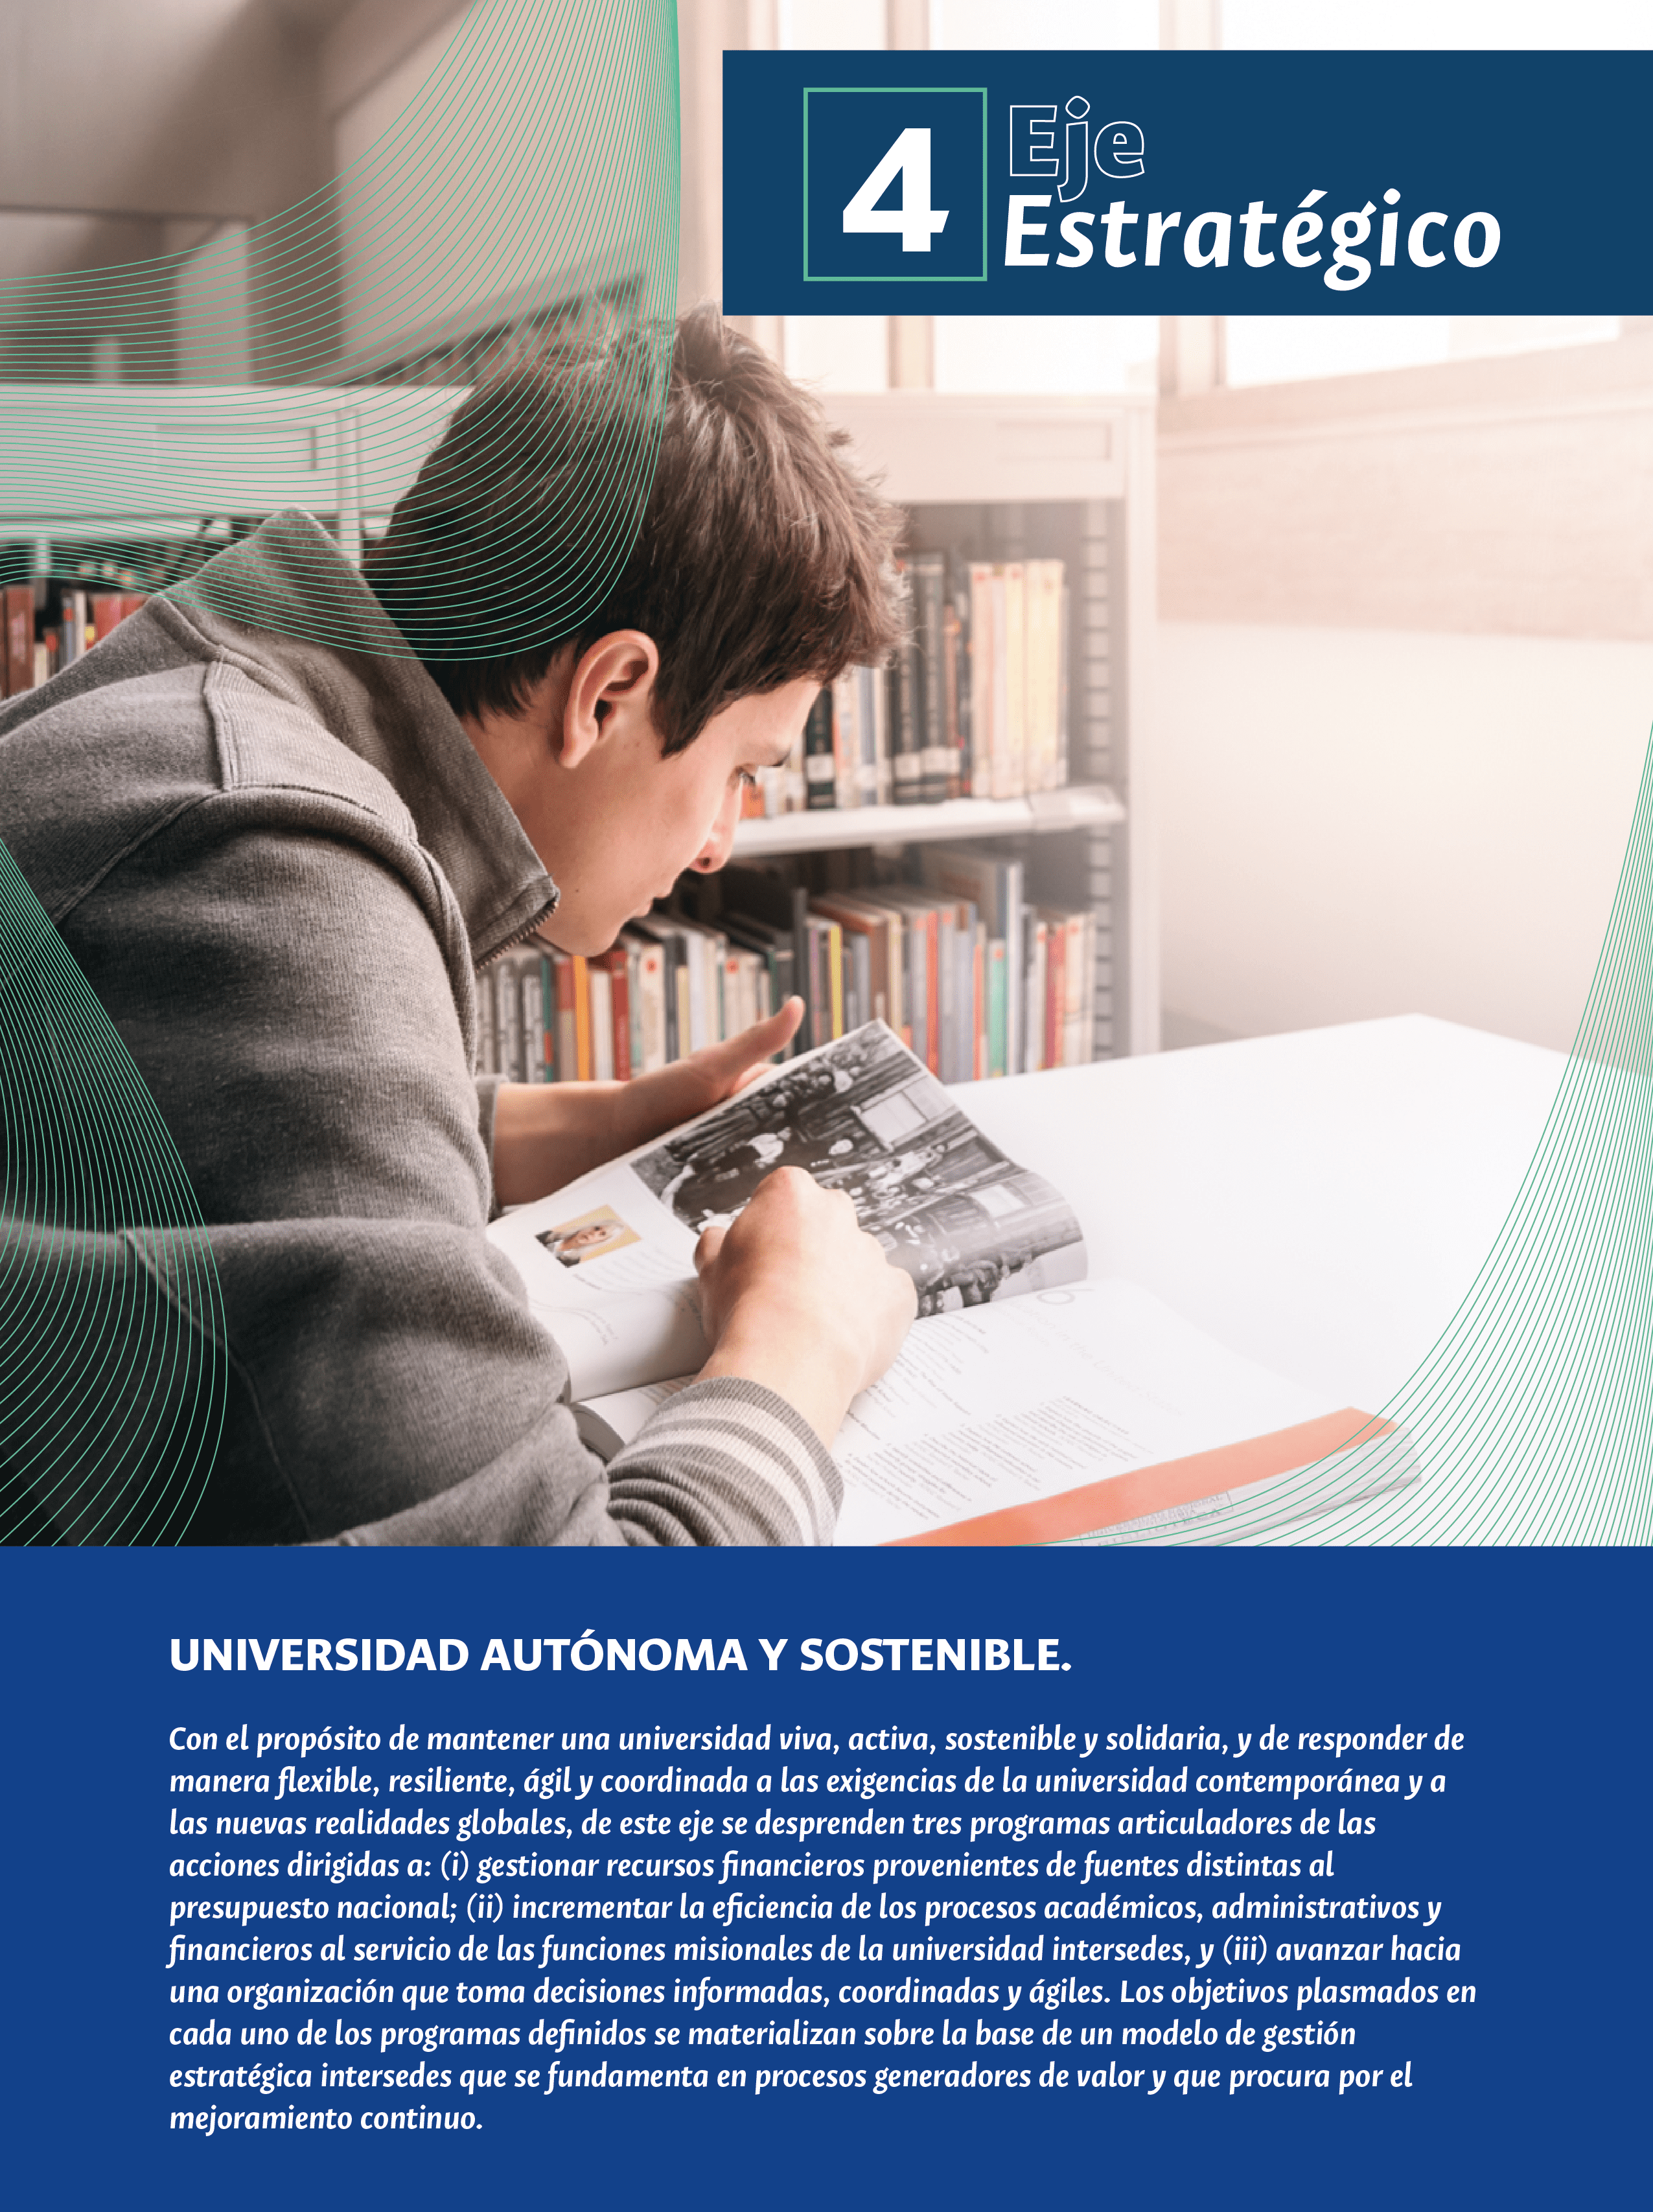 4
Eje
Estratégico
6
UNIVERSIDAD AUTÓNOMA Y SOSTENIBLE.
Con el propósito de mantener una universidad viva, activa, sostenible y solidaria, y de responder de
manera flexible, resiliente, ágil y coordinada a las exigencias de la universidad contemporánea y a
las nuevas realidades globales, de este eje se desprenden tres programas articuladores de las
acciones dirigidas a: (i) gestionar recursos financieros provenientes de fuentes distintas al
presupuesto nacional; (ii) incrementar la eficiencia de los procesos académicos, administrativos y
financieros al servicio de las funciones misionales de la universidad intersedes, y (iii) avanzar hacia
una organización que toma decisiones informadas, coordinadas y ágiles. Los objetivos plasmados en
cada uno de los programas definidos se materializan sobre la base de un modelo de gestión
estratégica intersedes que se fundamenta en procesos generadores de valor y que procura por el
mejoramiento continuo.